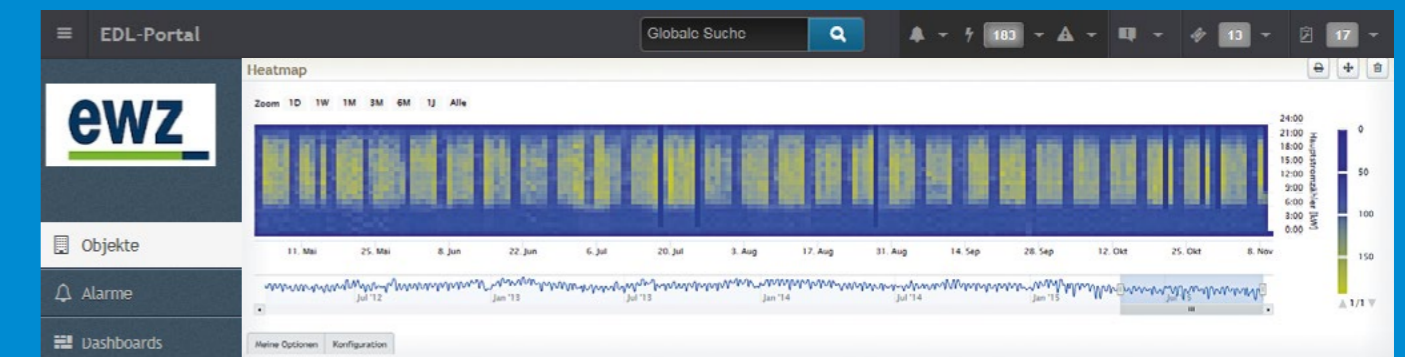 EDL-Portal
Globale Suche
183
13
17
ewz
Objekte
Alarme
Dashboards
Heatmap
Zoom 1D 1W 1M 3M 6M 1J Alle
24:00
21:00
18:00
15:00
12:00
9:00
6:00
3:00
0:00
Hauptstromzähler [kW]
0
50
100
150
1/1
11. Mai 25. Mai 8. Jun 22. Jun 6. Jul 20. Jul 3. Aug 17. Aug 31. Aug 14. Sep 28. Sep 12. Okt 25. Okt 8. Nov
Jul '12 Jan '13 Jul '13 Jan '14 Jul '14 Jan '15 Jul '15
Meine Optionen Konfiguration